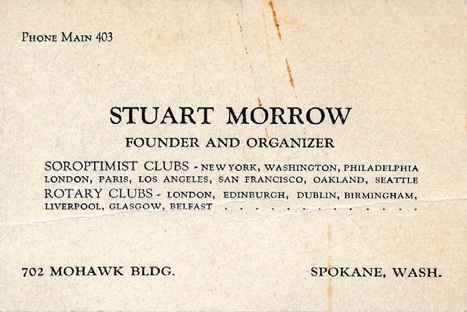 Phone Main 403
STUART MORROW
FOUNDER AND ORGANIZER
SOROPTIMIST CLUBS - NEW YORK, WASHINGTON, PHILADELPHIA
LONDON, PARIS, LOS ANGELES, SAN FRANCISCO, OAKLAND, SEATTLE
ROTARY CLUBS - LONDON, EDINBURGH, DUBLIN, BIRMINGHAM,
LIVERPOOL, GLASGOW, BELFAST . . . . . . . . . . . . .
702 MOHAWK BLDG. SPOKANE, WASH.